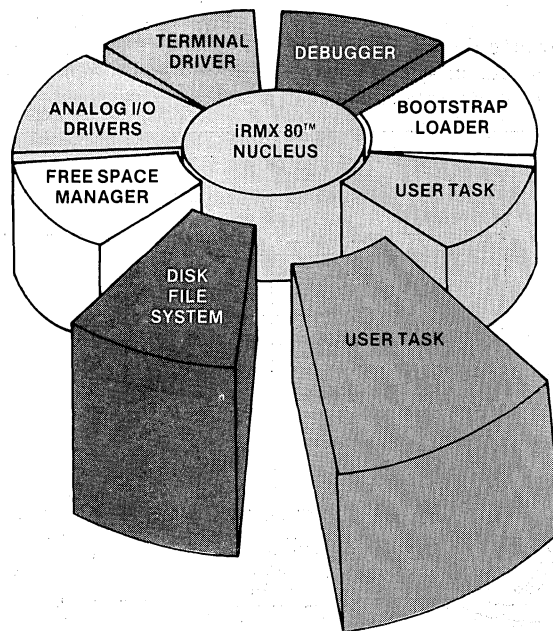 TERMINAL
DRIVER
DEBUGGER
ANALOG I/O
DRIVERS
iRMX 80™
NUCLEUS
BOOTSTRAP
LOADER
FREE SPACE
MANAGER
USER TASK
DISK
FILE
SYSTEM
USER TASK